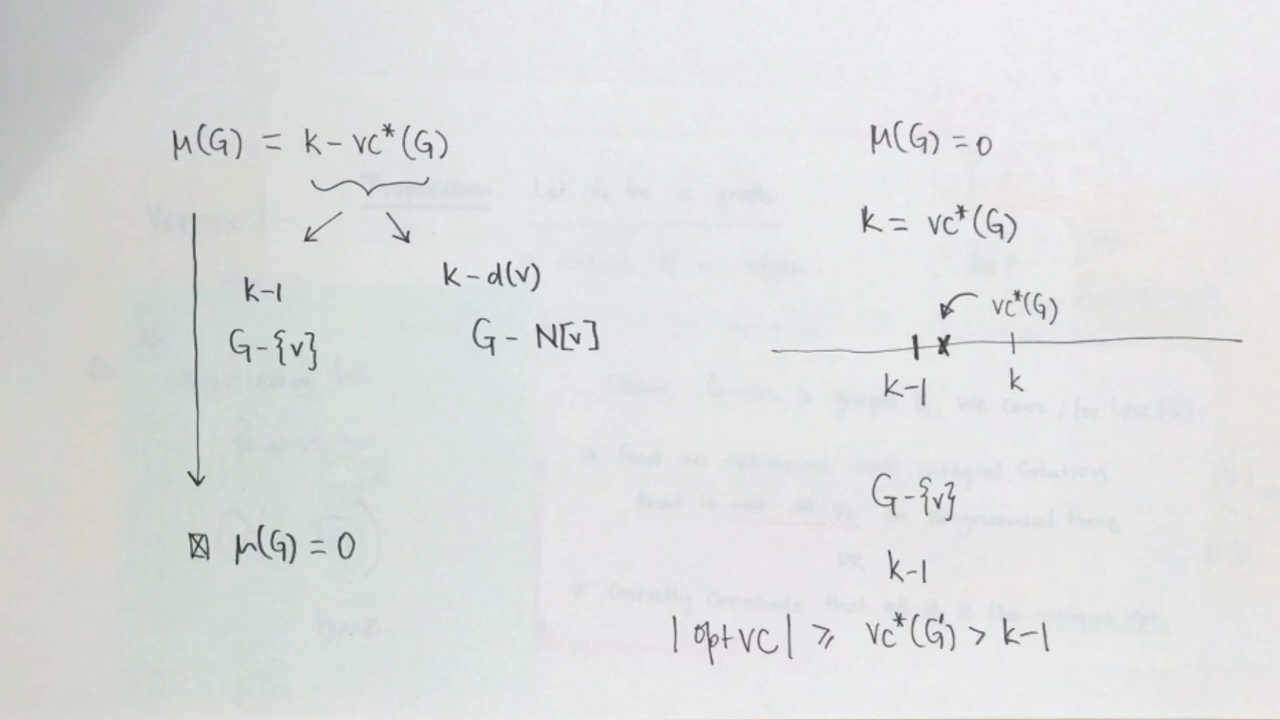 μ(G) = k - vc*(G)
k-1
G-{v}
k-d(v)
G - N[v]
☒ μ(G) = 0
μ(G) = 0
k = vc*(G)
vc*(G)
k-1 k
G-{v}
k-1
|opt VC| ≥ vc*(G') > k-1